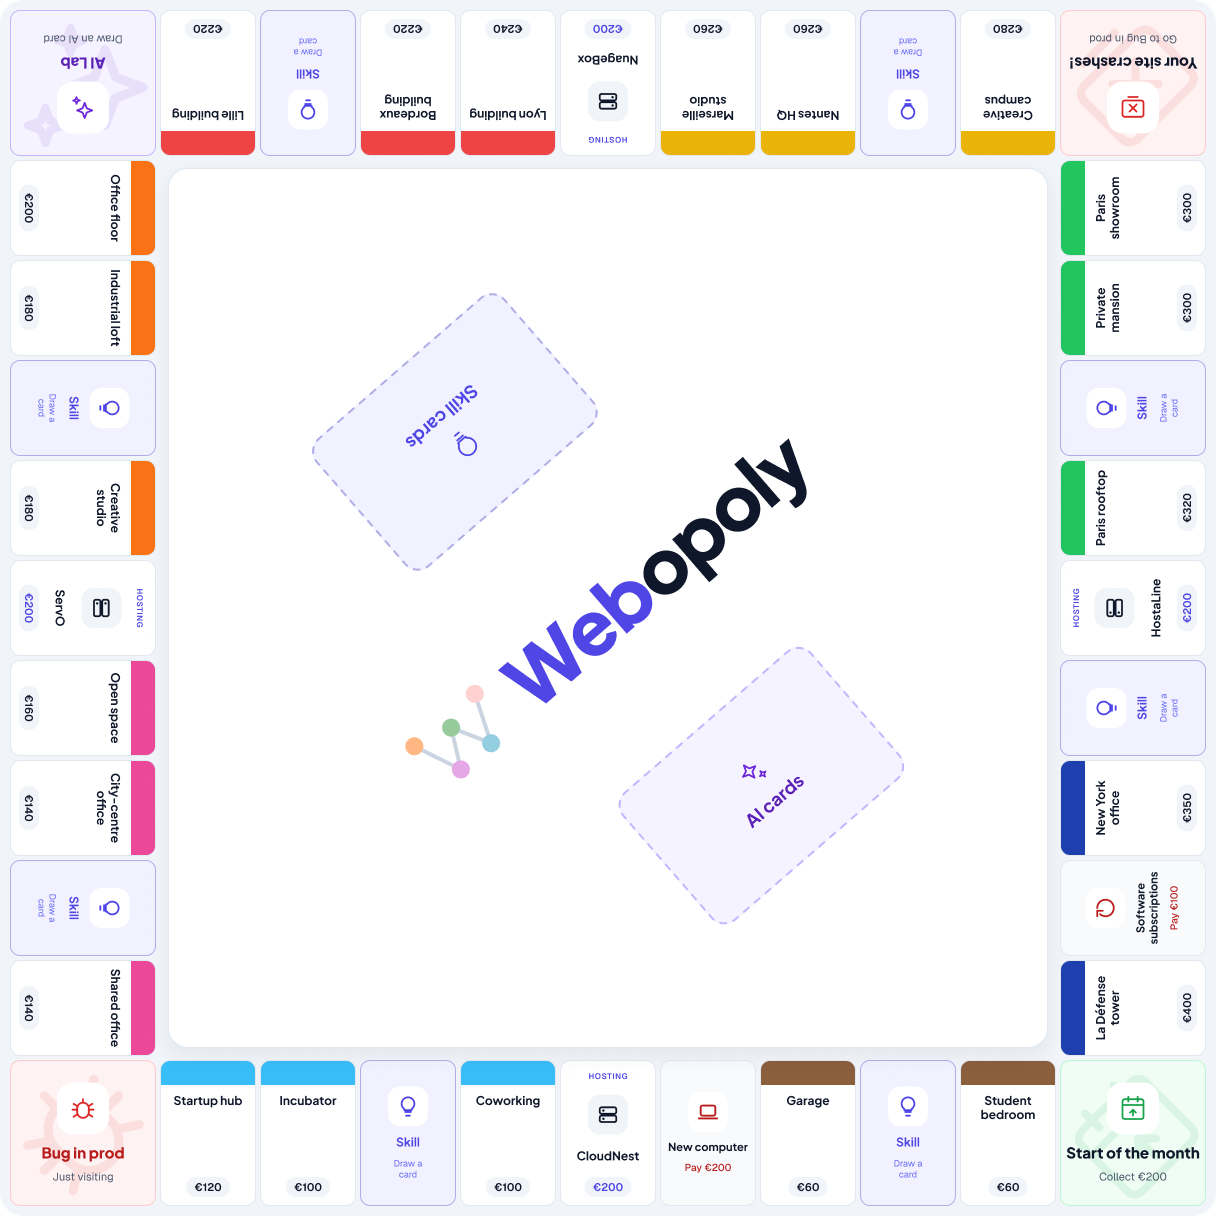 Draw an AI card
AI Lab
€220
Lille building
Draw a
card
Skill
€220
Bordeaux
building
€240
Lyon building
€200
NuageBox
HOSTING
€260
Marseille
studio
€260
Nantes HQ
Draw a
card
Skill
€280
Creative
campus
Go to Bug in prod
Your site crashes!
Office floor
€200
Industrial loft
€180
Skill
Draw a
card
Creative
studio
€180
HOSTING
ServO
€200
Open space
€160
City-centre
office
€140
Skill
Draw a
card
Shared office
€140
Skill cards
Webopoly
AI cards
Paris
showroom
€300
Private
mansion
€300
Skill
Draw a
card
Paris rooftop
€320
HOSTING
HostaLine
€200
Skill
Draw a
card
New York
office
€350
Software
subscriptions
Pay €100
La Défense
tower
€400
Bug in prod
Just visiting
Startup hub
€120
Incubator
€100
Skill
Draw a
card
Coworking
€100
HOSTING
CloudNest
€200
New computer
Pay €200
Garage
€60
Skill
Draw a
card
Student
bedroom
€60
Start of the month
Collect €200